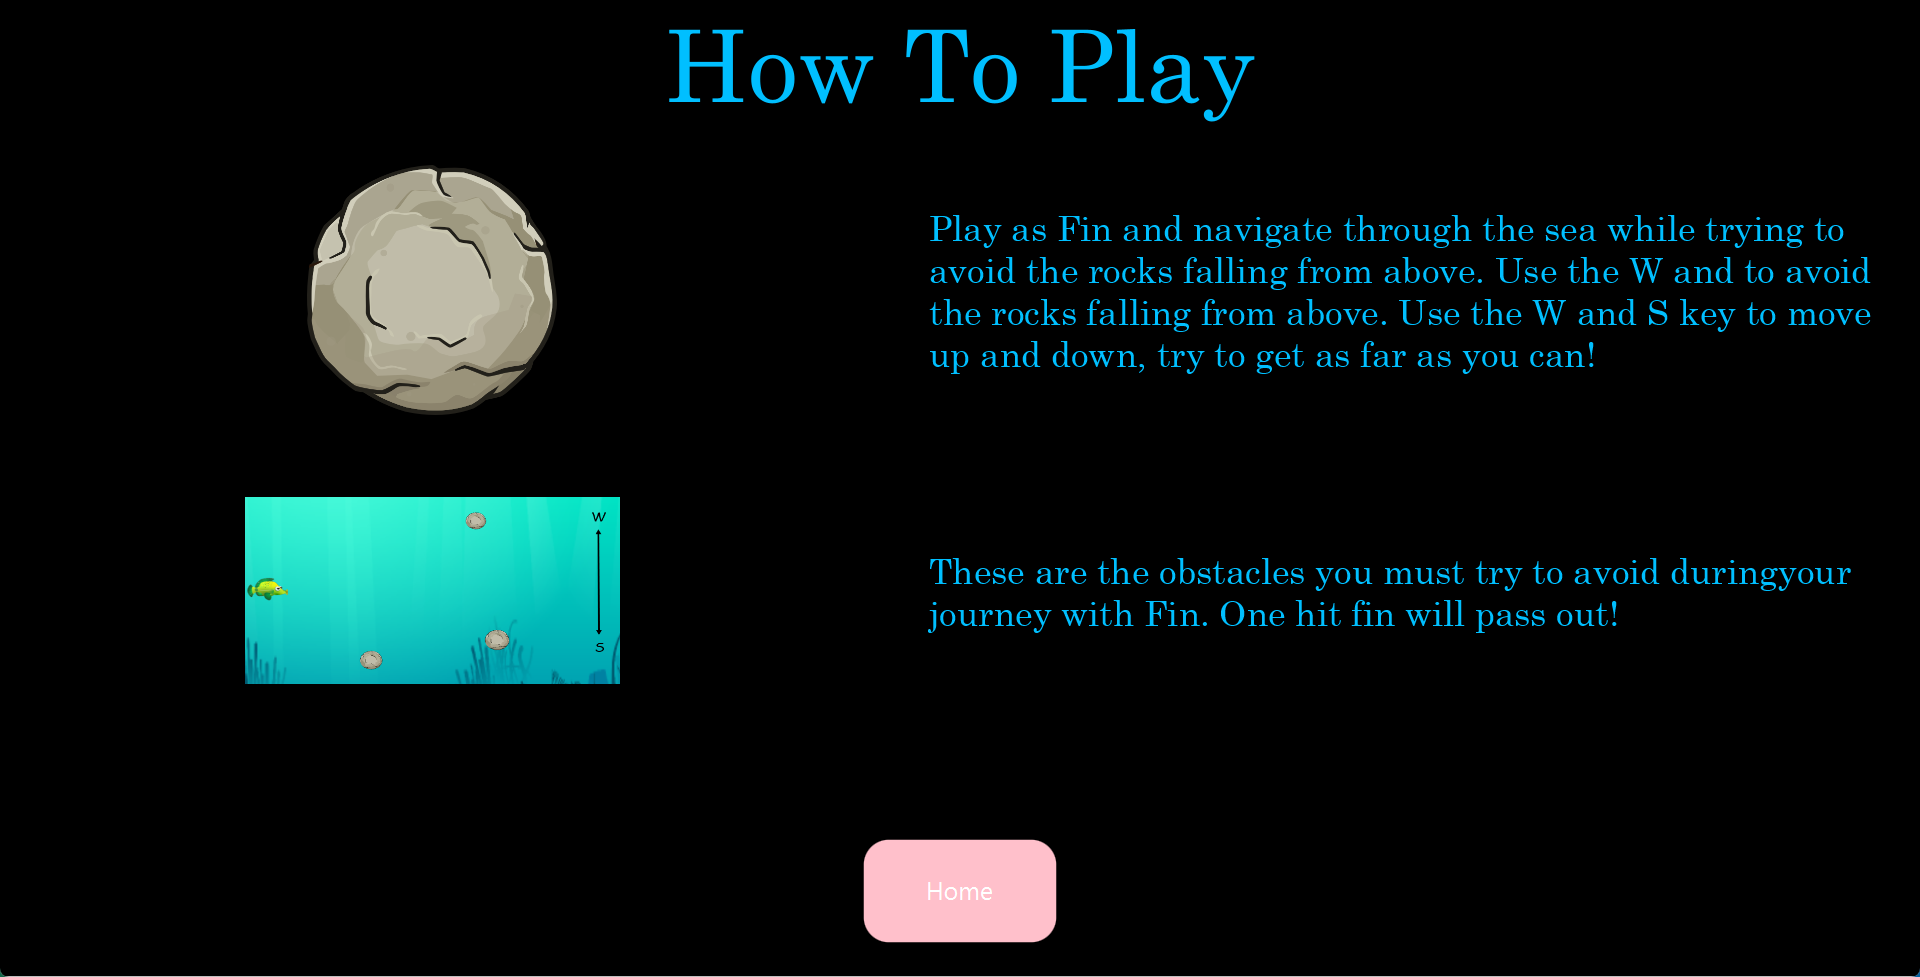 How To Play
Play as Fin and navigate through the sea while trying to
avoid the rocks falling from above. Use the W and to avoid
the rocks falling from above. Use the W and S key to move
up and down, try to get as far as you can!
W
S
These are the obstacles you must try to avoid duringyour
journey with Fin. One hit fin will pass out!
Home